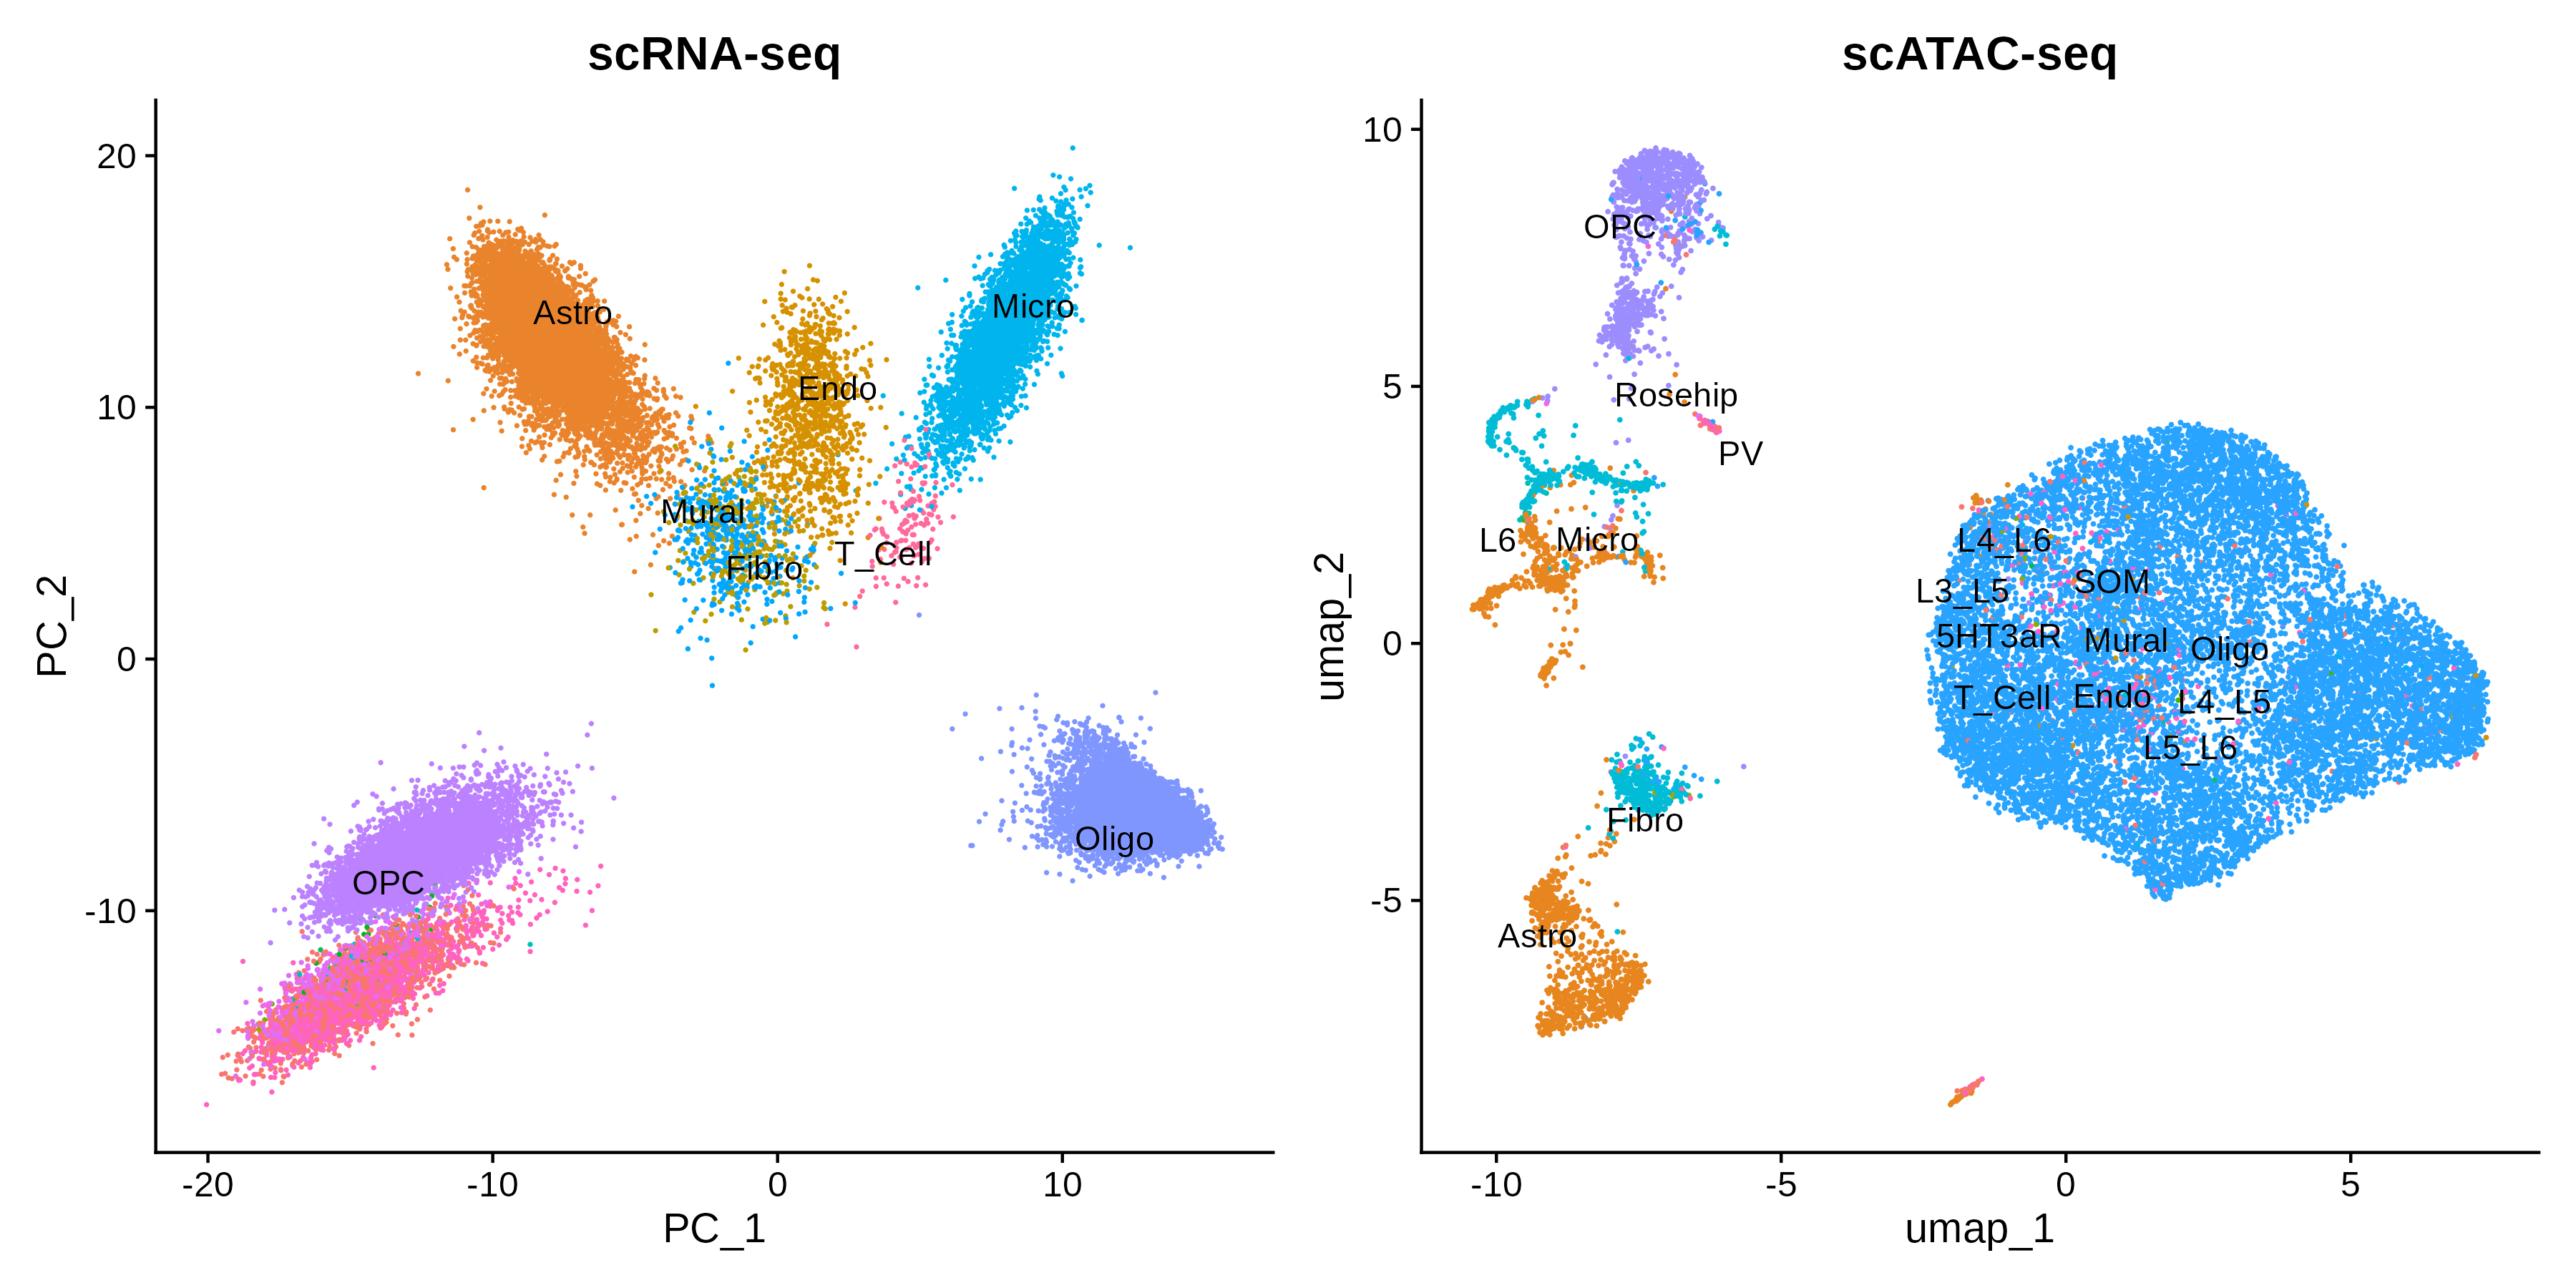 scRNA-seq
20
10
0
-10
PC_2
Astro
Micro
Endo
Mural
T_Cell
Fibro
Oligo
OPC
-20
-10
0
10
PC_1
scATAC-seq
10
5
0
-5
umap_2
OPC
Rosehip
PV
L6
Micro
L4_L6
SOM
L3_L5
5HT3aR
Mural
Oligo
T_Cell
Endo
L4_L5
L5_L6
Fibro
Astro
-10
-5
0
5
umap_1